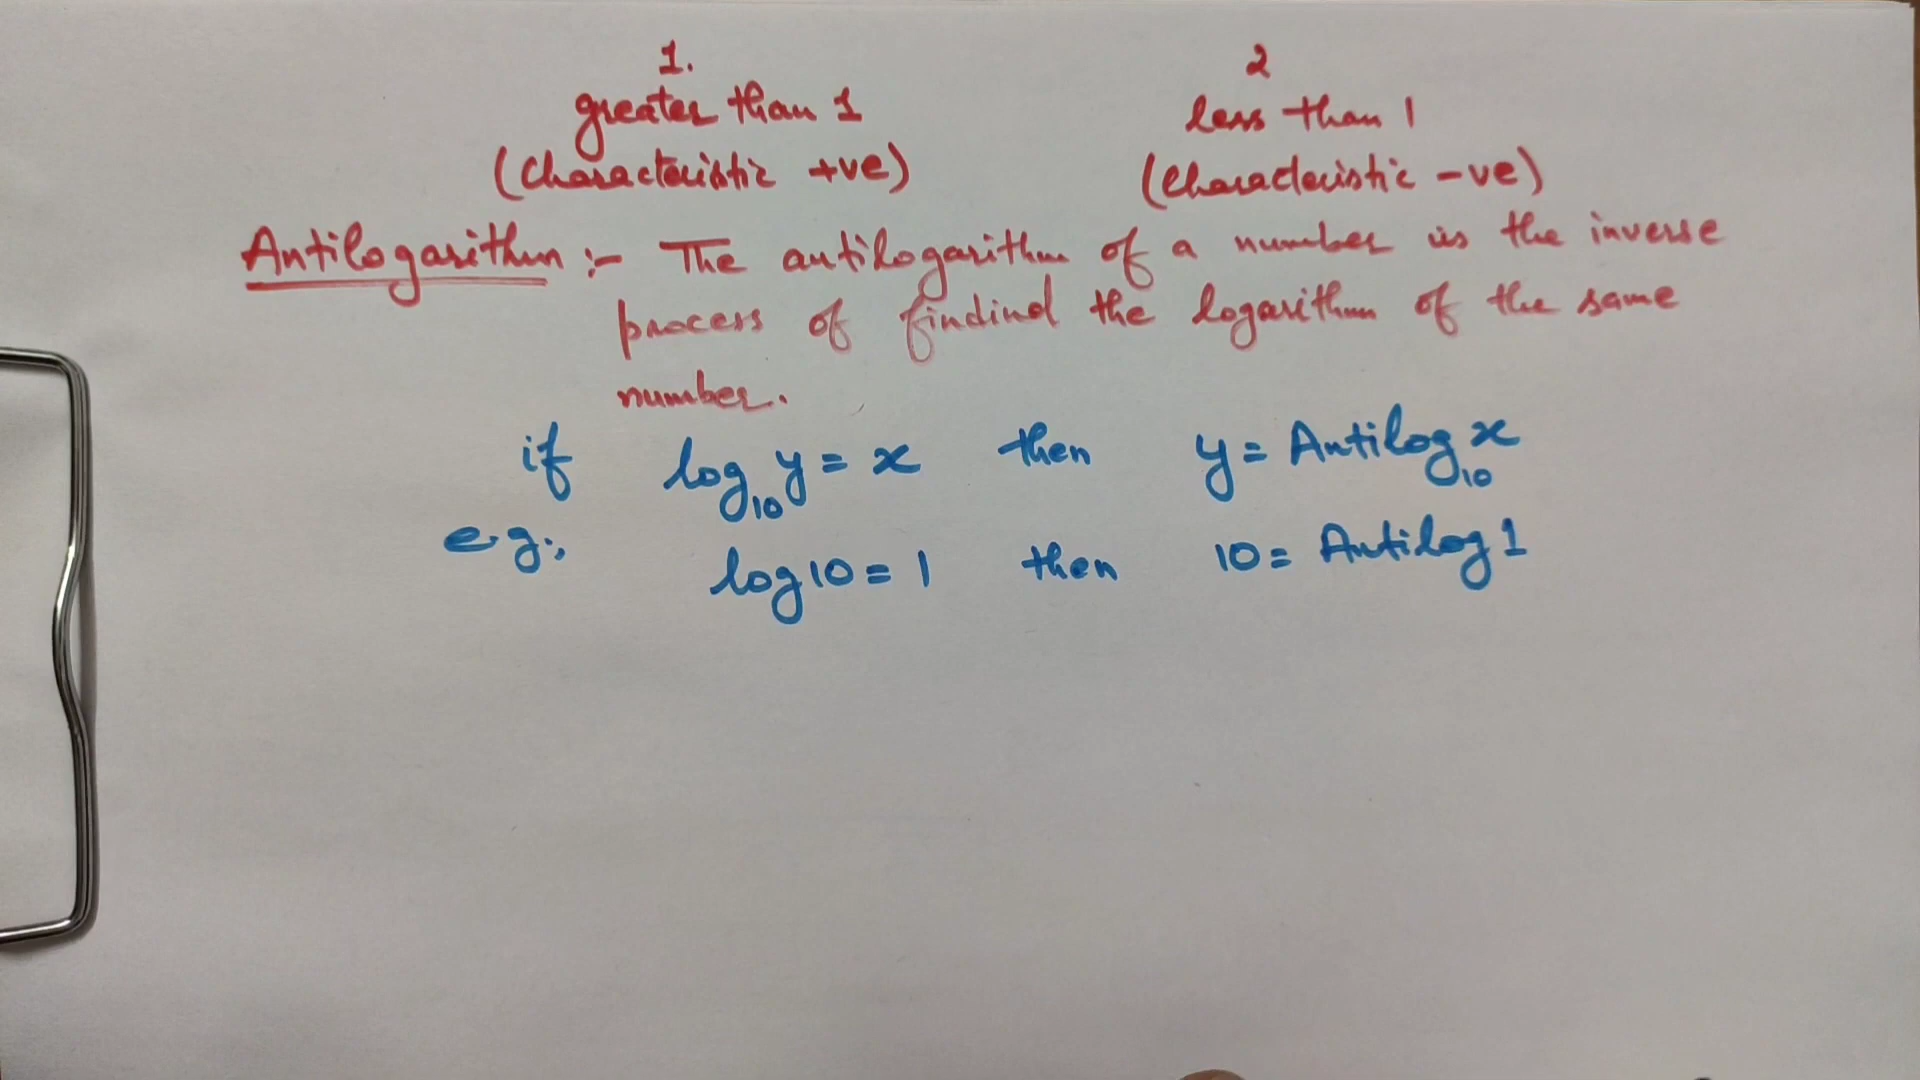 1. 2
greater than 1 less than 1
(Characteristic +ve) (Characteristic -ve)
Antilogarithm :- The antilogarithm of a number is the inverse
process of findind the logarithm of the same
number.
if log₁₀ y = x then y = Antilog₁₀ x
e.g., log 10 = 1 then 10 = Antilog 1